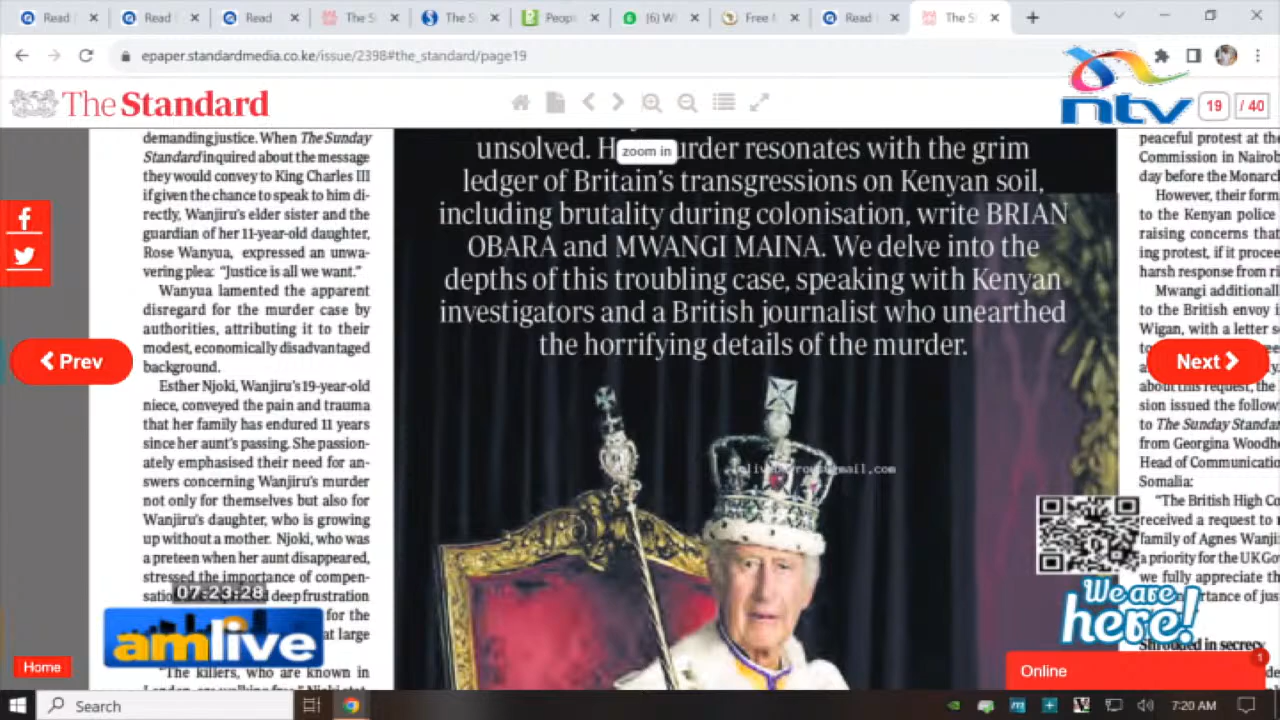 Read
Read
Read
The S
The S
Peop
(6) W
Free M
Read
The S
epaper.standardmedia.co.ke/issue/2398#the_standard/page19
The Standard
ntv
19 / 40
demanding justice. When The Sunday
Standard inquired about the message
they would convey to King Charles III
if given the chance to speak to him di-
rectly, Wanjiru's elder sister and the
guardian of her 11-year-old daughter,
Rose Wanyua, expressed an unwa-
vering plea: "Justice is all we want."
Wanyua lamented the apparent
disregard for the murder case by
authorities, attributing it to their
modest, economically disadvantaged
background.
Esther Njoki, Wanjiru's 19-year-old
niece, conveyed the pain and trauma
that her family has endured 11 years
since her aunt's passing. She passion-
ately emphasised their need for an-
swers concerning Wanjiru's murder
not only for themselves but also for
Wanjiru's daughter, who is growing
up without a mother. Njoki, who was
a preteen when her aunt disappeared,
stressed the importance of compen-
deep frustration
for the
at large
"The killers, who are known in
unsolved. H urder resonates with the grim
zoom in
ledger of Britain's transgressions on Kenyan soil,
including brutality during colonisation, write BRIAN
OBARA and MWANGI MAINA. We delve into the
depths of this troubling case, speaking with Kenyan
investigators and a British journalist who unearthed
the horrifying details of the murder.
peaceful protest at the
Commission in Nairob
day before the Monarch
However, their form
to the Kenyan police
raising concerns that
ing protest, if it procee
harsh response from ri
Mwangi additionall
to the British envoy i
Wigan, with a letter s
about this request, the
sion issued the follow
to The Sunday Standa
from Georgina Woodh
Head of Communicatio
Somalia:
"The British High Co
received a request to
family of Agnes Wanji
a priority for the UK Go
we fully appreciate th
rtance of jus
Shrouded in secrecy
Prev
Next
07:23:28
amlive
We are
here!
Home
Online
1
Search
7:20 AM